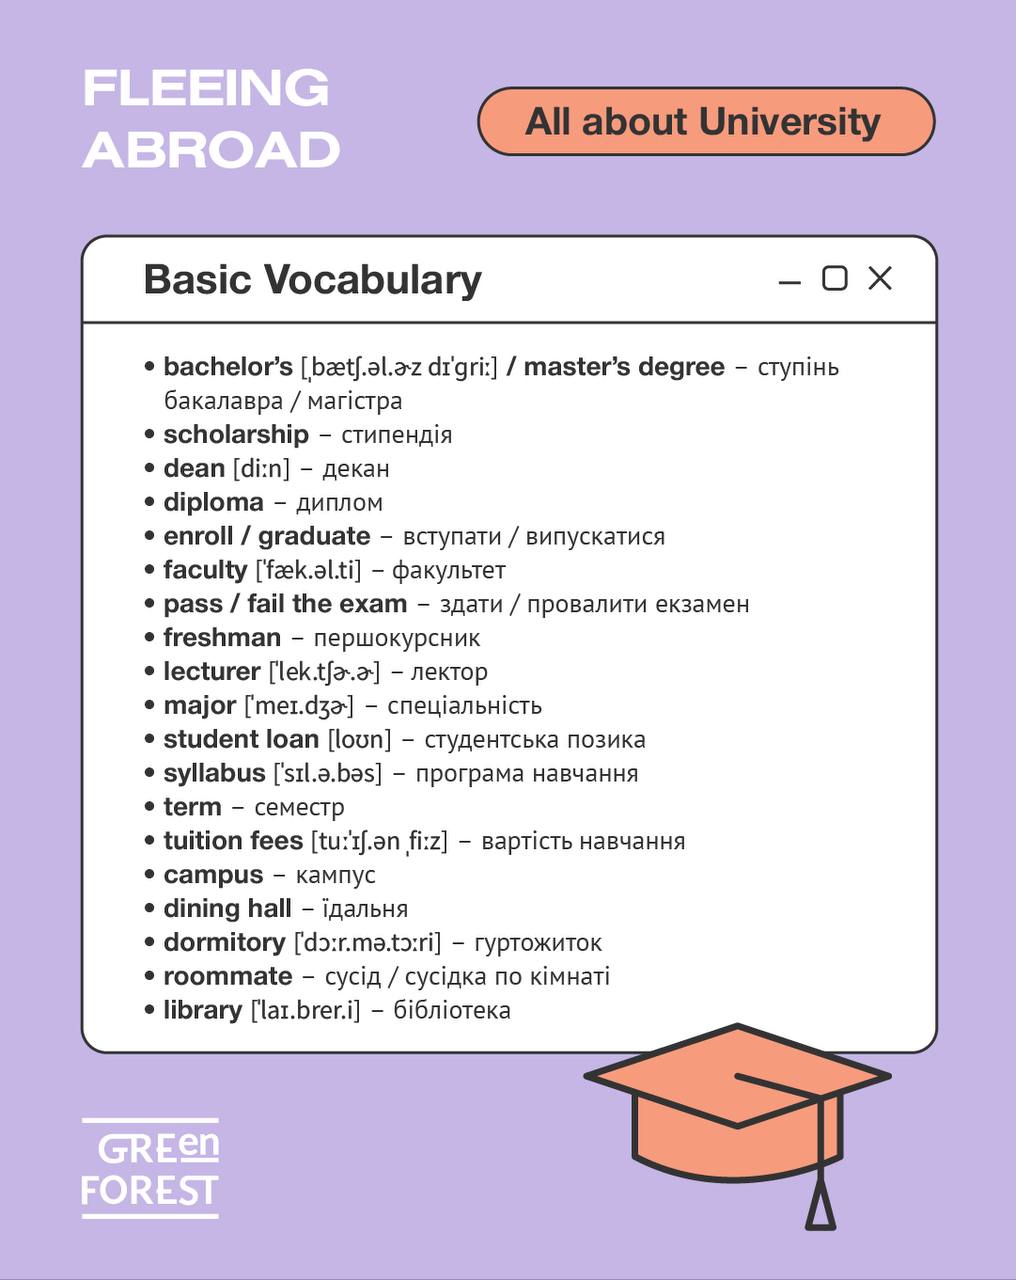 FLEEING
ABROAD
All about University
Basic Vocabulary
• bachelor’s [ˌbætʃ.əl.ɚz dɪˈɡriː] / master’s degree – ступінь
бакалавра / магістра
• scholarship – стипендія
• dean [diːn] – декан
• diploma – диплом
• enroll / graduate – вступати / випускатися
• faculty [ˈfæk.əl.ti] – факультет
• pass / fail the exam – здати / провалити екзамен
• freshman – першокурсник
• lecturer [ˈlek.tʃɚ.ɚ] – лектор
• major [ˈmeɪ.dʒɚ] – спеціальність
• student loan [loʊn] – студентська позика
• syllabus [ˈsɪl.ə.bəs] – програма навчання
• term – семестр
• tuition fees [tuːˈɪʃ.ən ˌfiːz] – вартість навчання
• campus – кампус
• dining hall – їдальня
• dormitory [ˈdɔːr.mə.tɔːri] – гуртожиток
• roommate – сусід / сусідка по кімнаті
• library [ˈlaɪ.brer.i] – бібліотека
GREen
FOREST